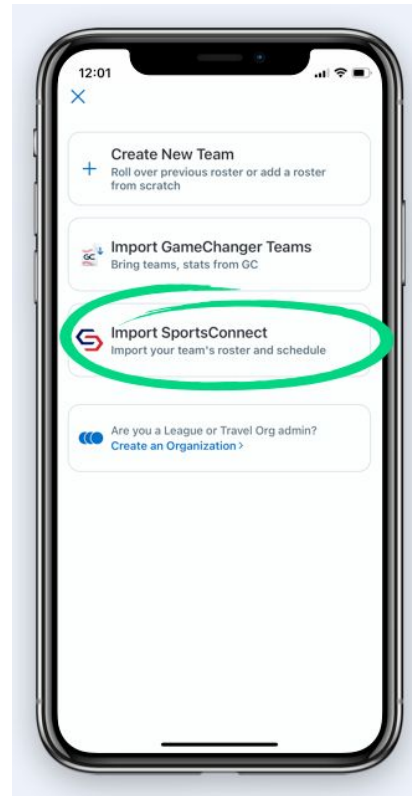 12:01
Create New Team
Roll over previous roster or add a roster
from scratch
GC
Import GameChanger Teams
Bring teams, stats from GC
Import SportsConnect
Import your team's roster and schedule
Are you a League or Travel Org admin?
Create an Organization >